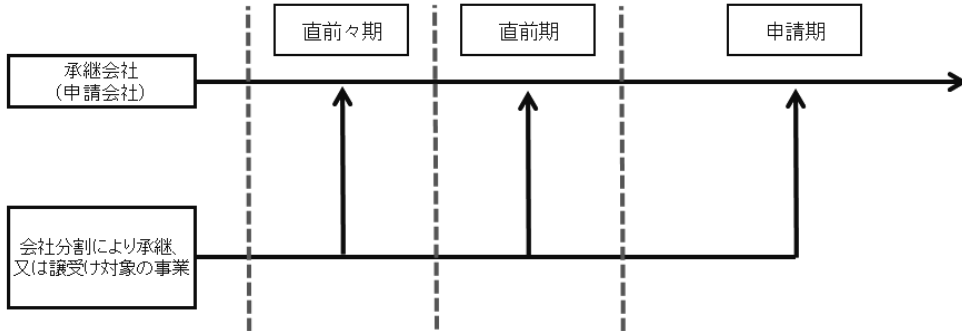 直前々期
直前期
申請期
承継会社
(申請会社)
会社分割により承継、
又は譲受け対象の事業